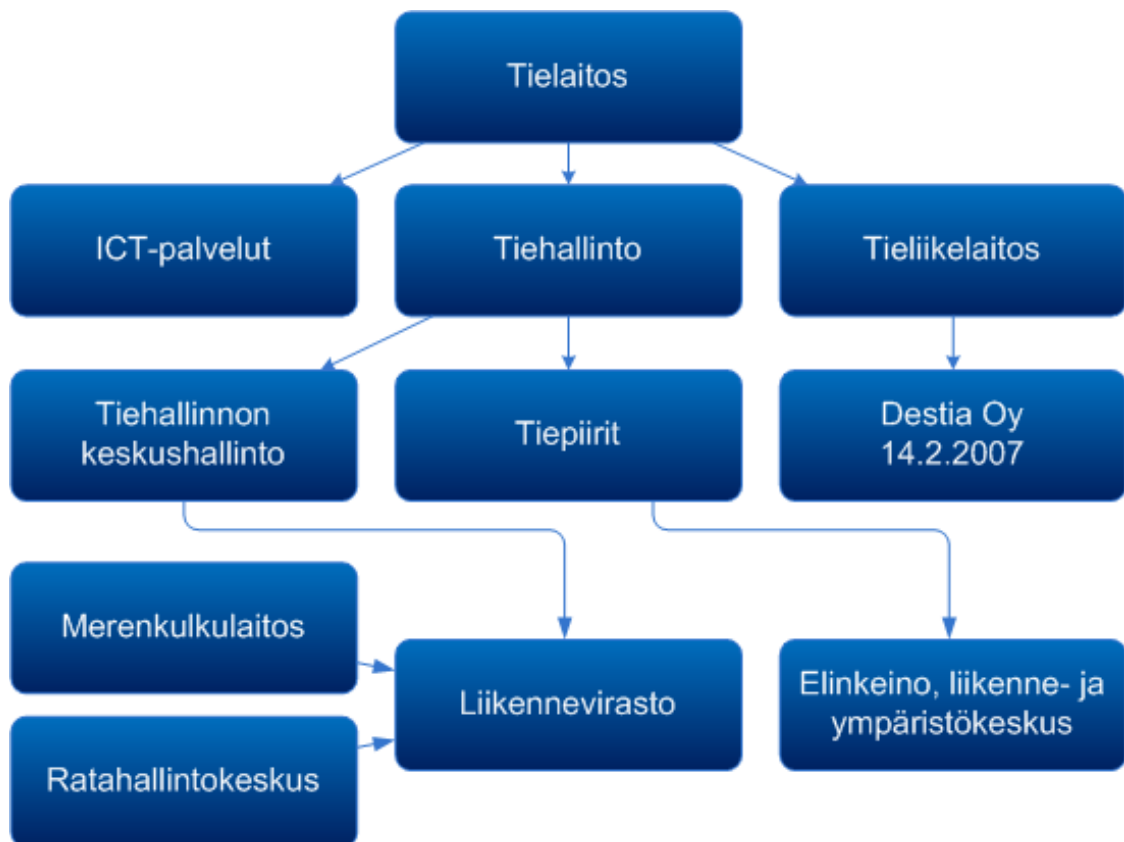 Tielaitos
ICT-palvelut
Tiehallinto
Tieliikelaitos
Tiehallinnon
keskushallinto
Tiepiirit
Destia Oy
14.2.2007
Merenkulkulaitos
Liikennevirasto
Elinkeino, liikenne- ja
ympäristökeskus
Ratahallintokeskus